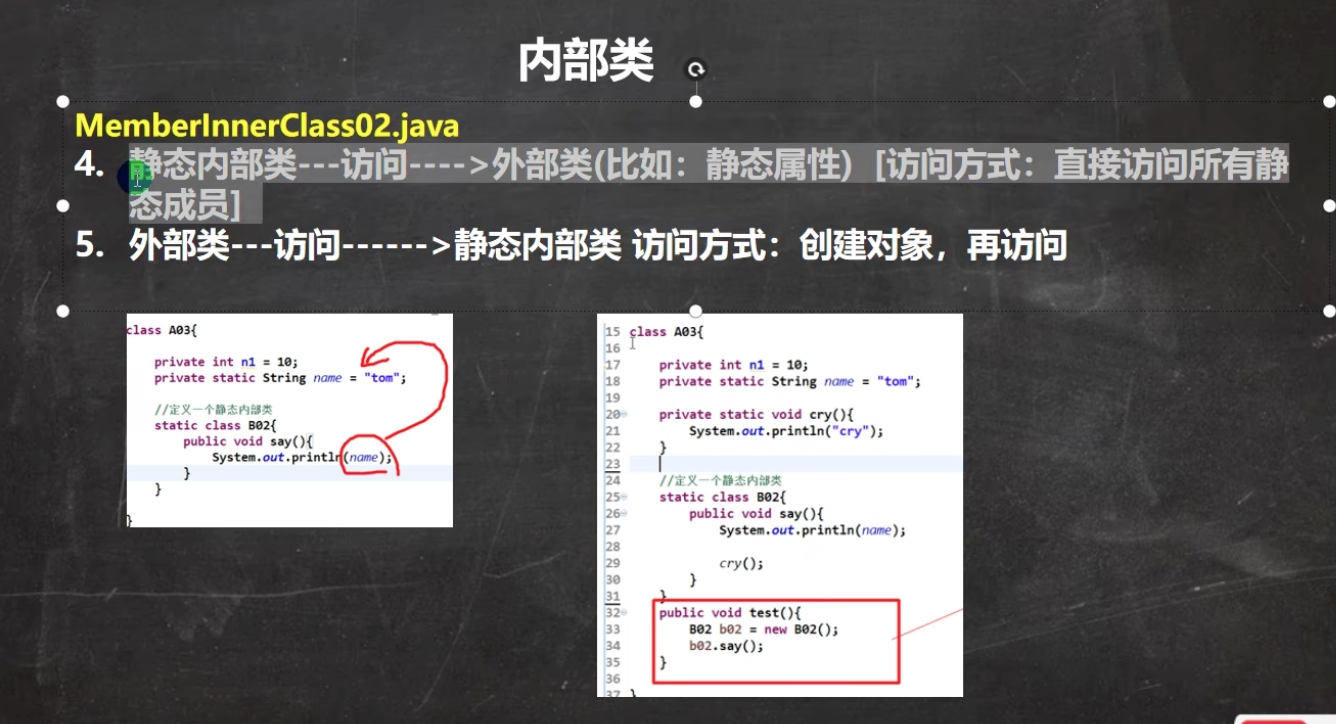 内部类
MemberInnerClass02.java
4. 静态内部类---访问---->外部类(比如：静态属性) [访问方式：直接访问所有静
态成员]
5. 外部类---访问------>静态内部类 访问方式：创建对象，再访问
class A03{
private int n1 = 10;
private static String name = "tom";
//定义一个静态内部类
static class B02{
public void say(){
System.out.println(name);
}
}
}
15 class A03{
16
17 private int n1 = 10;
18 private static String name = "tom";
19
20 private static void cry(){
21 System.out.println("cry");
22 }
23
24 //定义一个静态内部类
25 static class B02{
26 public void say(){
27 System.out.println(name);
28
29 cry();
30 }
31 }
32 public void test(){
33 B02 b02 = new B02();
34 b02.say();
35 }
36
37 }